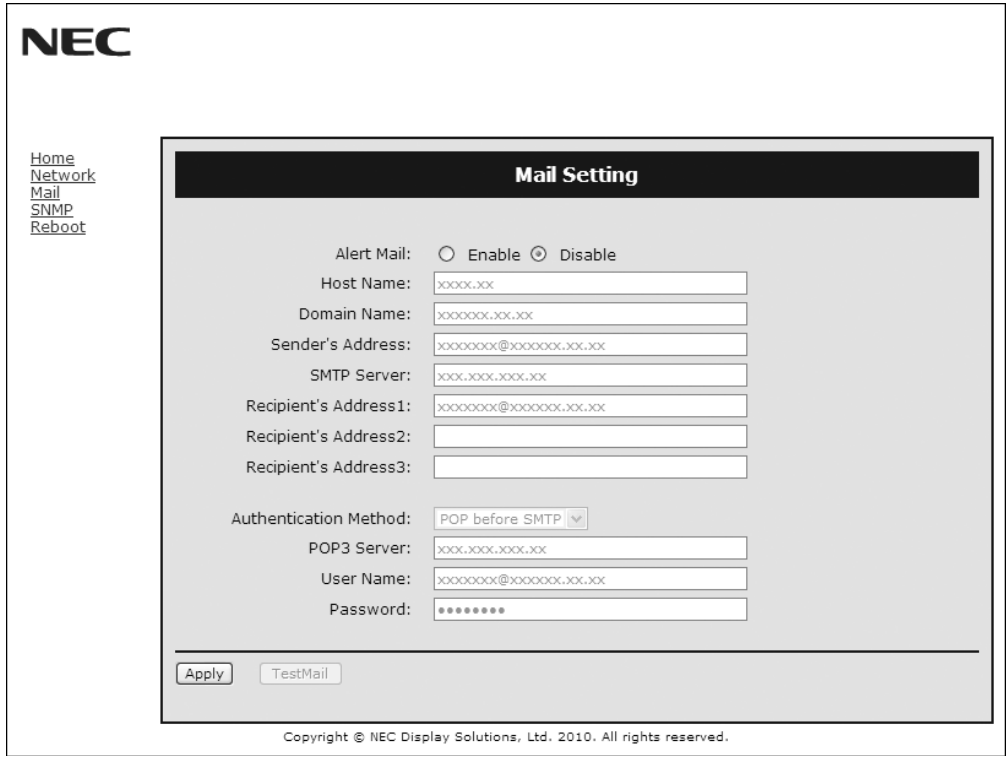 NEC
Home
Network
Mail
SNMP
Reboot
Mail Setting
Alert Mail: Enable Disable
Host Name: xxxx.xx
Domain Name: xxxxxx.xx.xx
Sender's Address: xxxxxxx@xxxxxx.xx.xx
SMTP Server: xxx.xxx.xxx.xx
Recipient's Address1: xxxxxxx@xxxxxx.xx.xx
Recipient's Address2:
Recipient's Address3:
Authentication Method: POP before SMTP
POP3 Server: xxx.xxx.xxx.xx
User Name: xxxxxxx@xxxxxx.xx.xx
Password: ●●●●●●●●
Apply TestMail
Copyright © NEC Display Solutions, Ltd. 2010. All rights reserved.